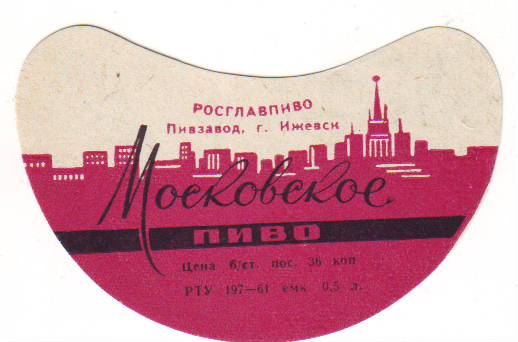 РОСГЛАВПИВО
Пивзавод, г. Ижевск
Московское
ПИВО
Цена б/ст. пос. 36 коп
РТУ 197—61 емк. 0,5 л.